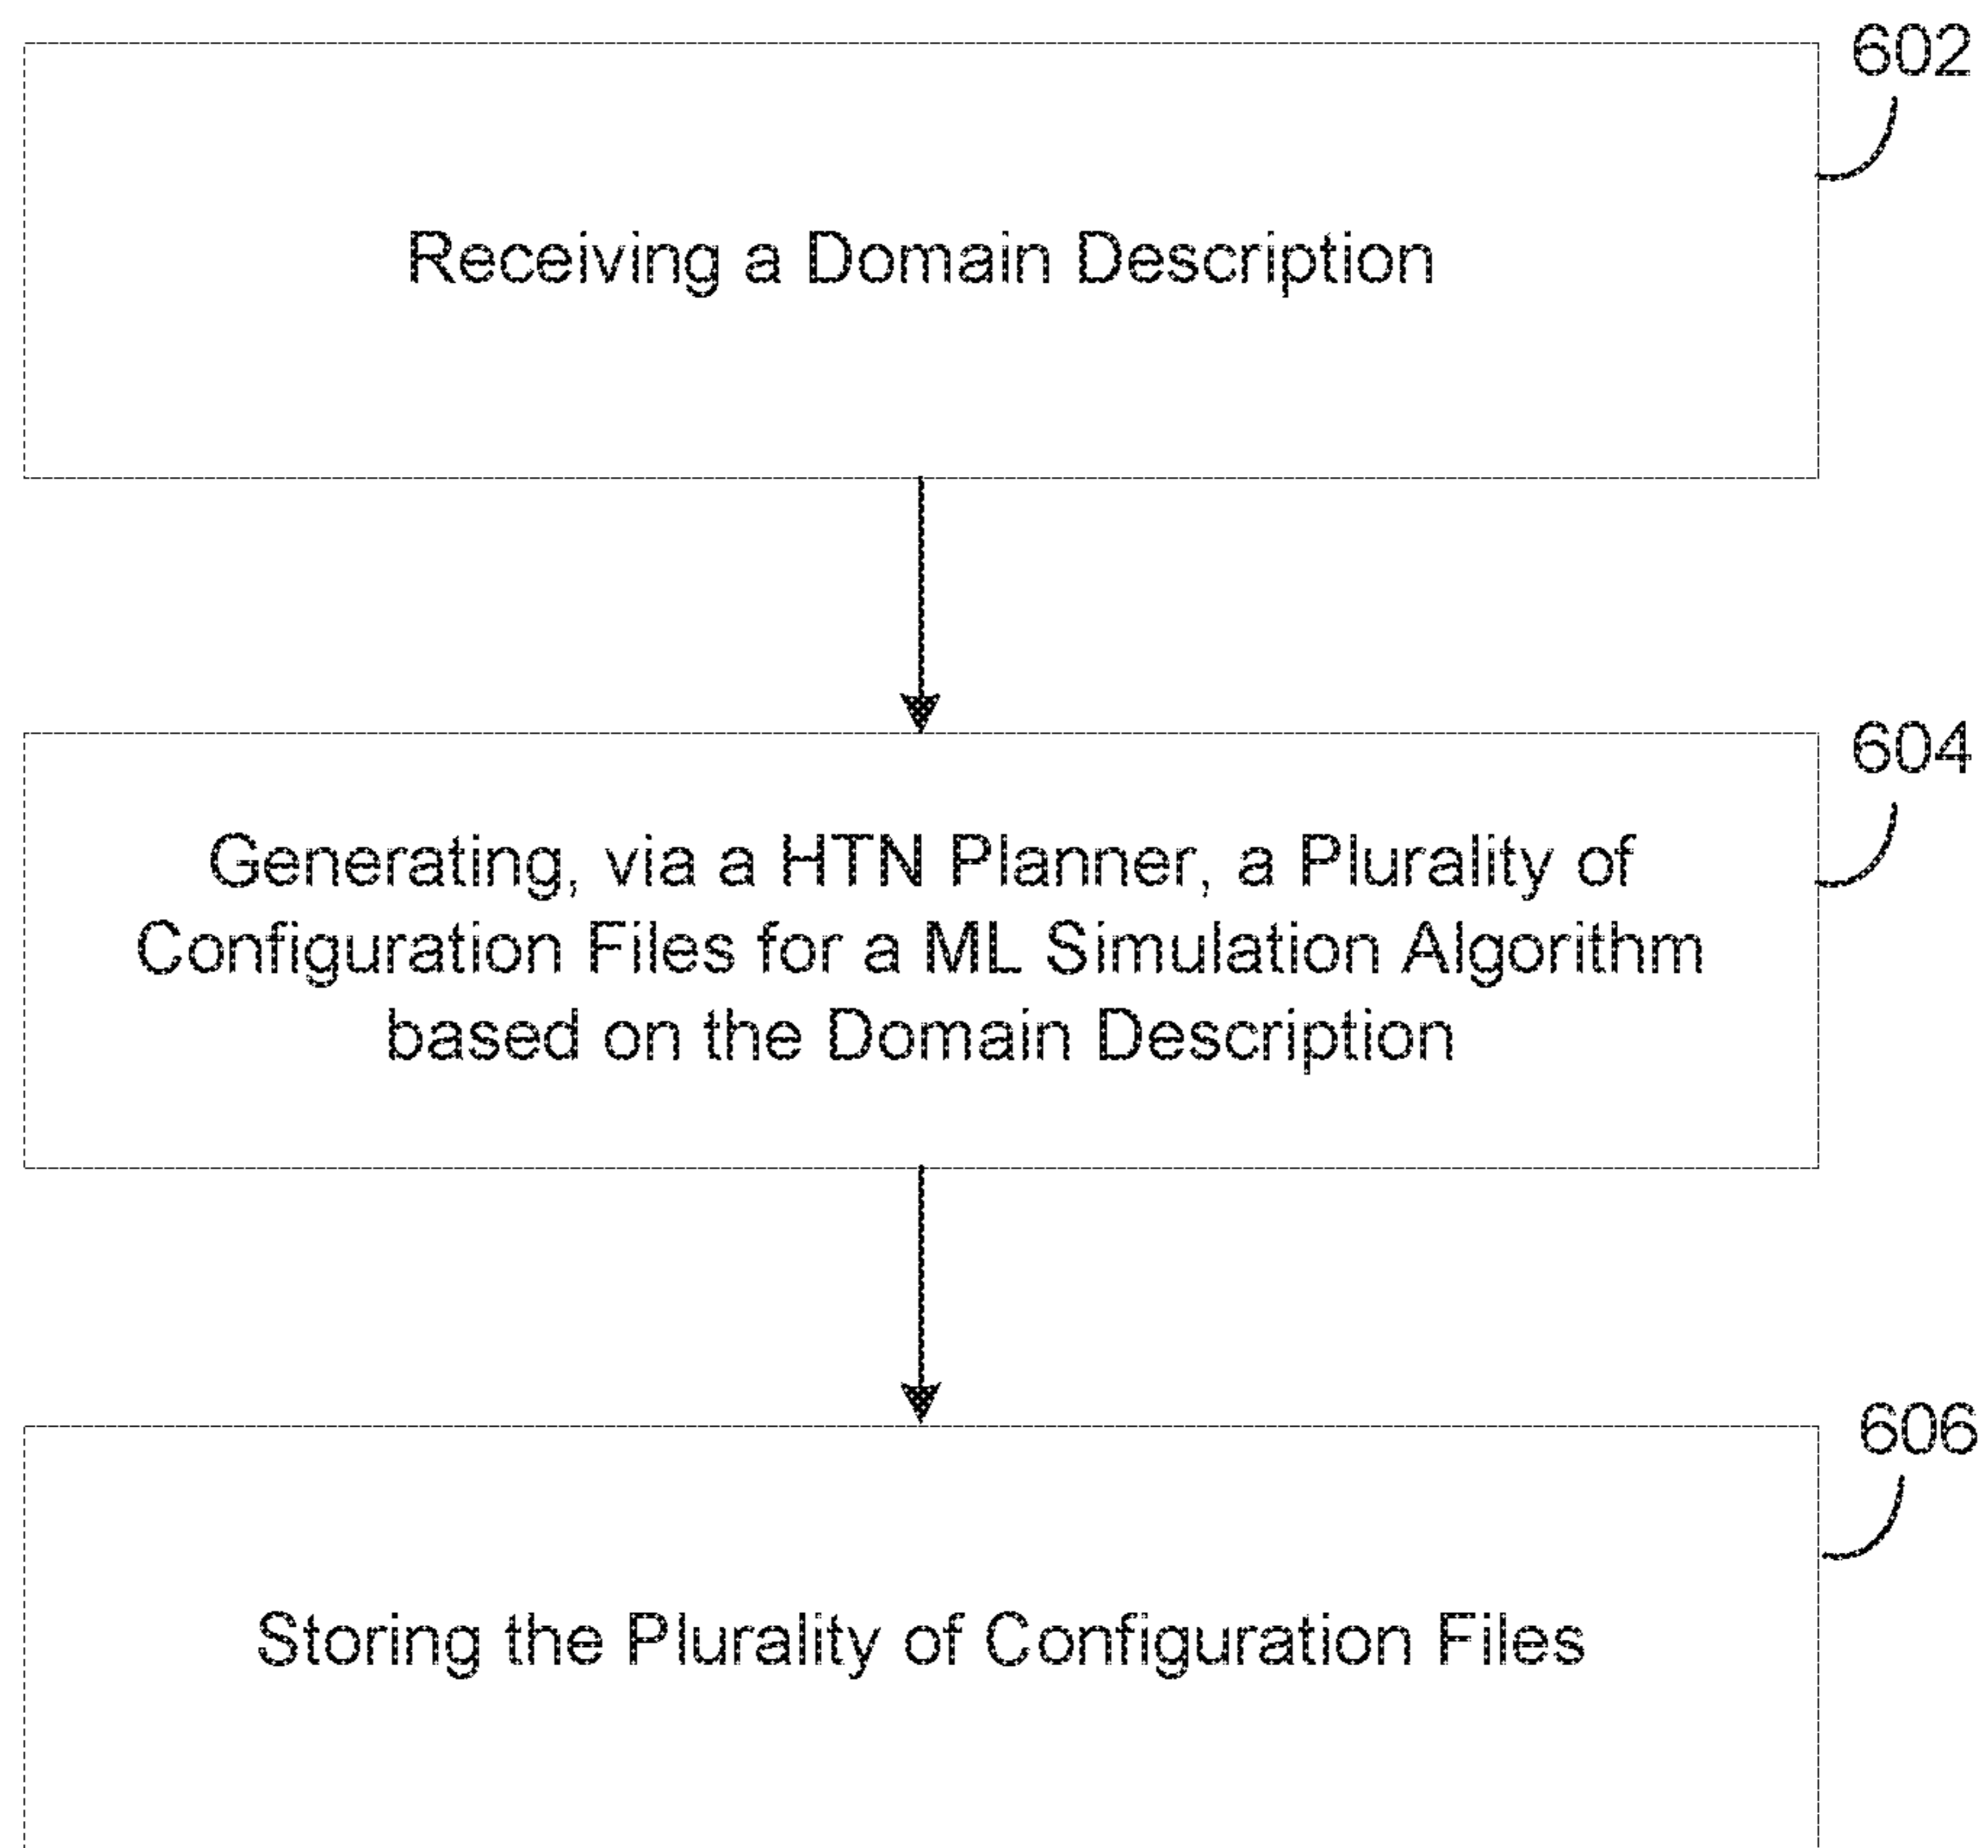 602
Receiving a Domain Description
604
Generating, via a HTN Planner, a Plurality of
Configuration Files for a ML Simulation Algorithm
based on the Domain Description
606
Storing the Plurality of Configuration Files